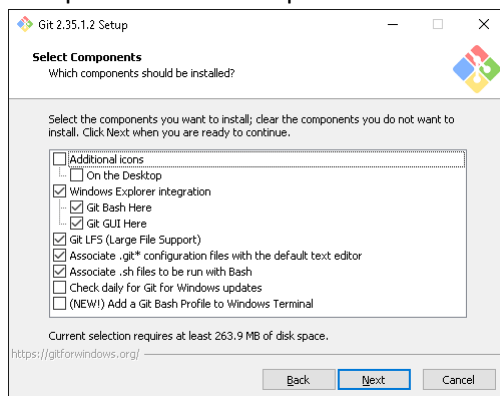 Git 2.35.1.2 Setup
Select Components
Which components should be installed?
Select the components you want to install; clear the components you do not want to
install. Click Next when you are ready to continue.
Additional icons
On the Desktop
Windows Explorer integration
Git Bash Here
Git GUI Here
Git LFS (Large File Support)
Associate .git* configuration files with the default text editor
Associate .sh files to be run with Bash
Check daily for Git for Windows updates
(NEW!) Add a Git Bash Profile to Windows Terminal
Current selection requires at least 263.9 MB of disk space.
https://gitforwindows.org/
Back Next Cancel